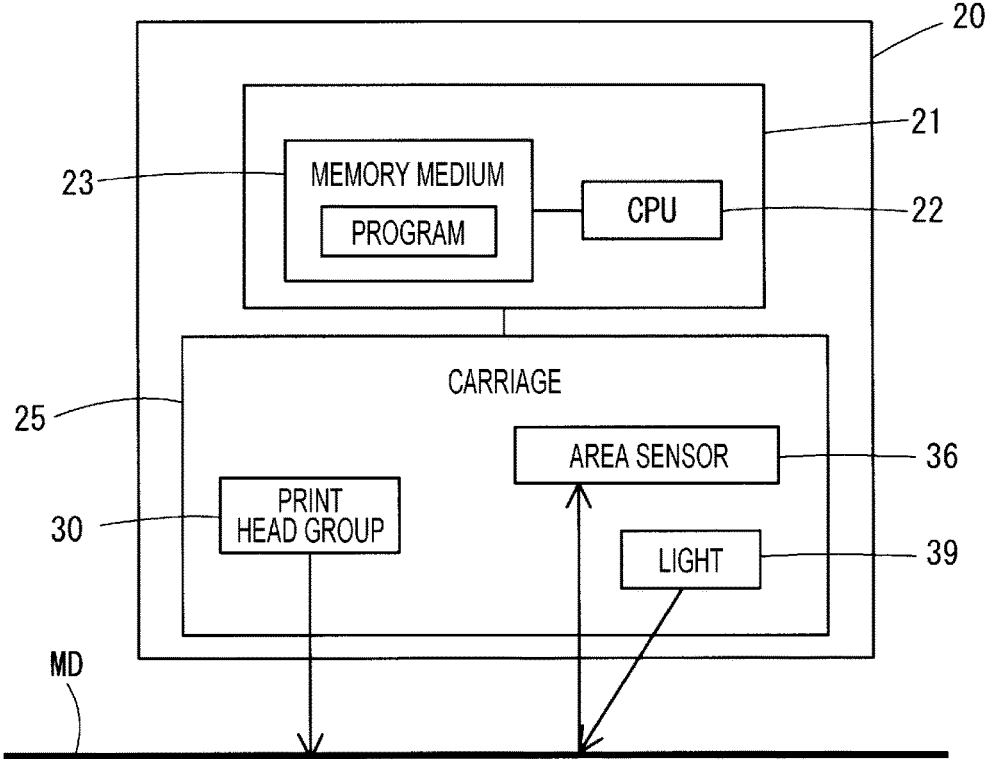 20
21
23
MEMORY MEDIUM
CPU
22
PROGRAM
CARRIAGE
25
AREA SENSOR
36
PRINT
HEAD GROUP
30
LIGHT
39
MD